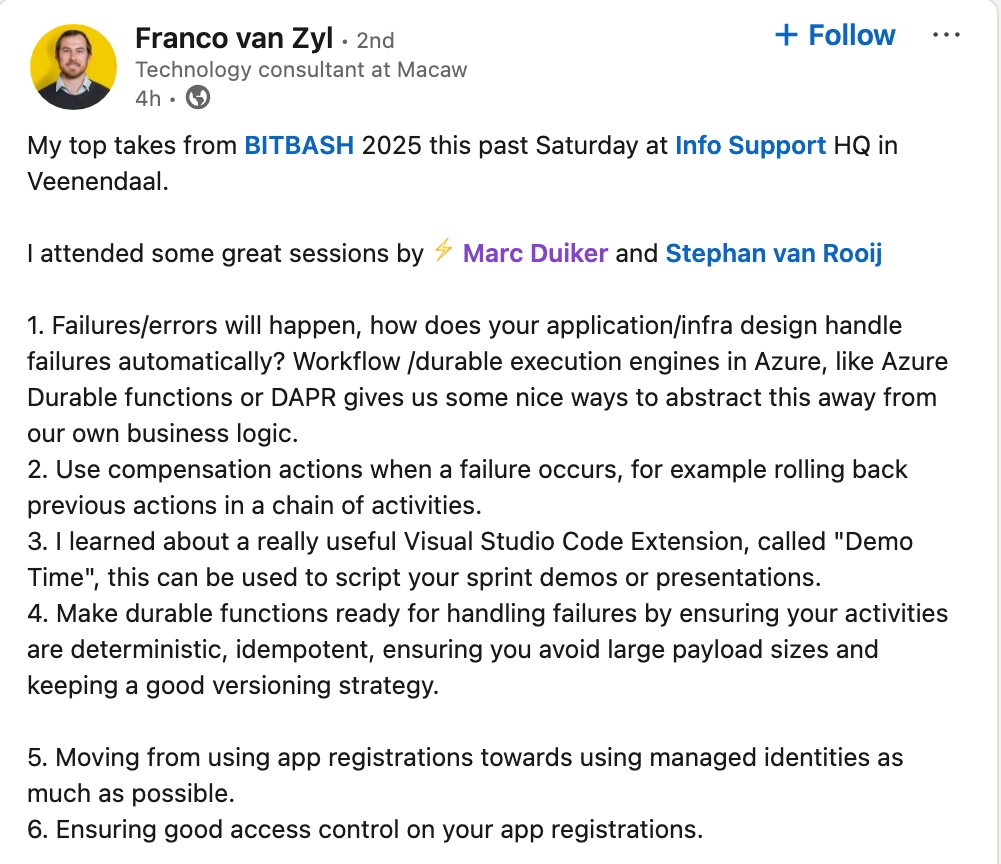 Franco van Zyl • 2nd
+ Follow
...
Technology consultant at Macaw
4h •
My top takes from BITBASH 2025 this past Saturday at Info Support HQ in
Veenendaal.
I attended some great sessions by ⚡ Marc Duiker and Stephan van Rooij
1. Failures/errors will happen, how does your application/infra design handle
failures automatically? Workflow /durable execution engines in Azure, like Azure
Durable functions or DAPR gives us some nice ways to abstract this away from
our own business logic.
2. Use compensation actions when a failure occurs, for example rolling back
previous actions in a chain of activities.
3. I learned about a really useful Visual Studio Code Extension, called "Demo
Time", this can be used to script your sprint demos or presentations.
4. Make durable functions ready for handling failures by ensuring your activities
are deterministic, idempotent, ensuring you avoid large payload sizes and
keeping a good versioning strategy.
5. Moving from using app registrations towards using managed identities as
much as possible.
6. Ensuring good access control on your app registrations.